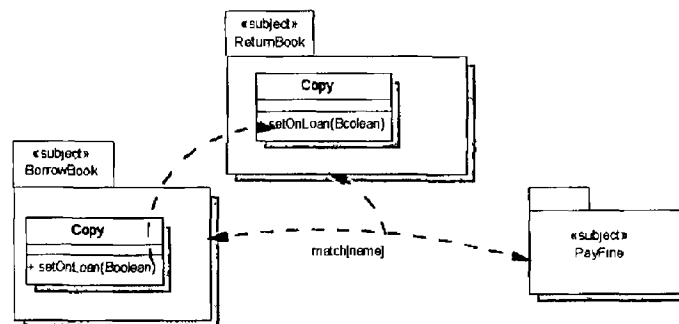 «subject»
ReturnBook
Copy
setOnLoan(Boolean)
«subject»
BorrowBook
Copy
+ setOnLoan(Boolean)
match[name]
«subject»
PayFine